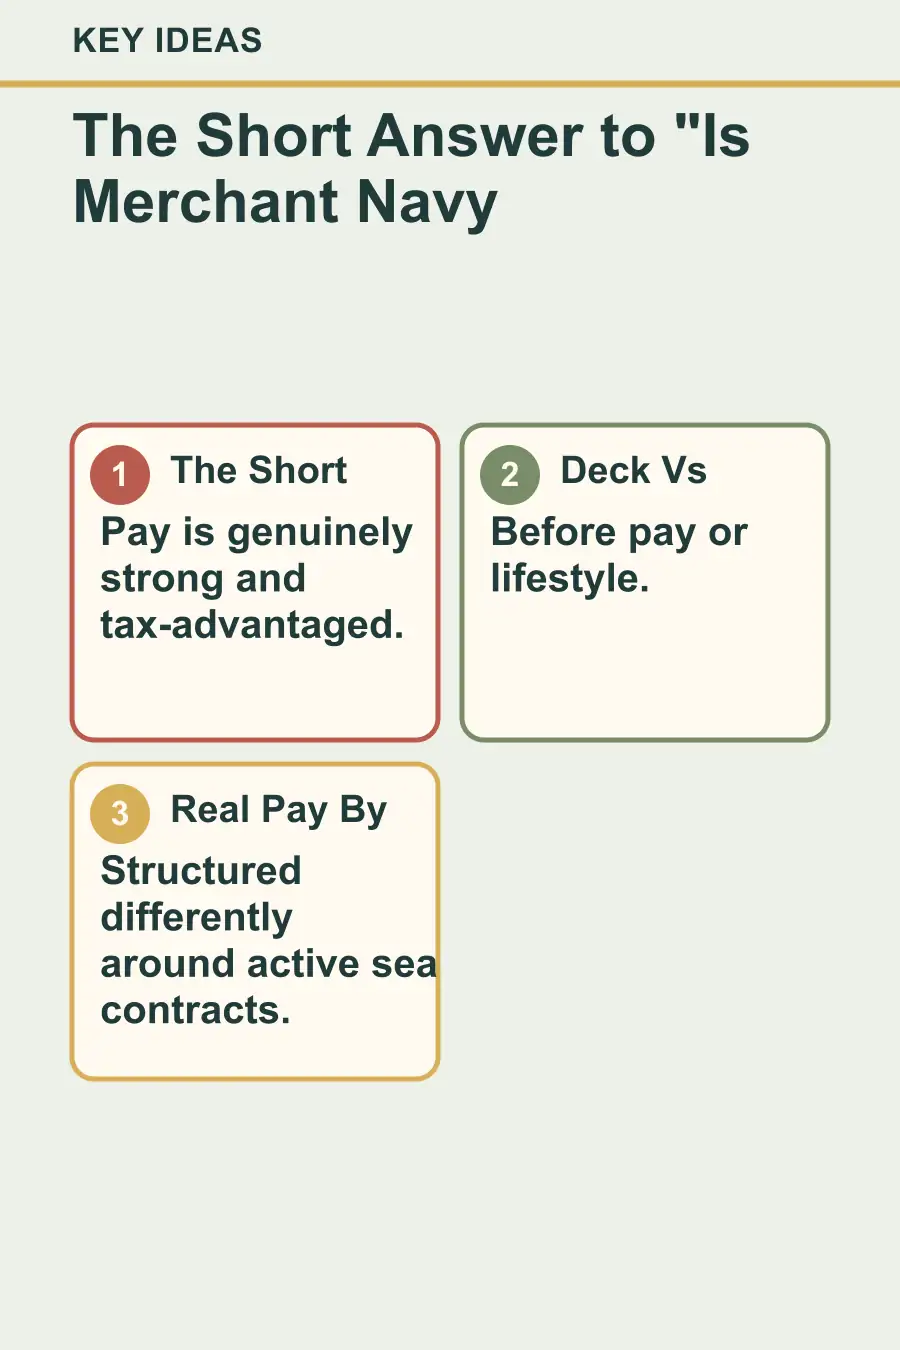 KEY IDEAS
The Short Answer to "Is
Merchant Navy
1 The Short
Pay is genuinely
strong and
tax-advantaged.
2 Deck Vs
Before pay or
lifestyle.
3 Real Pay By
Structured
differently
around active sea
contracts.